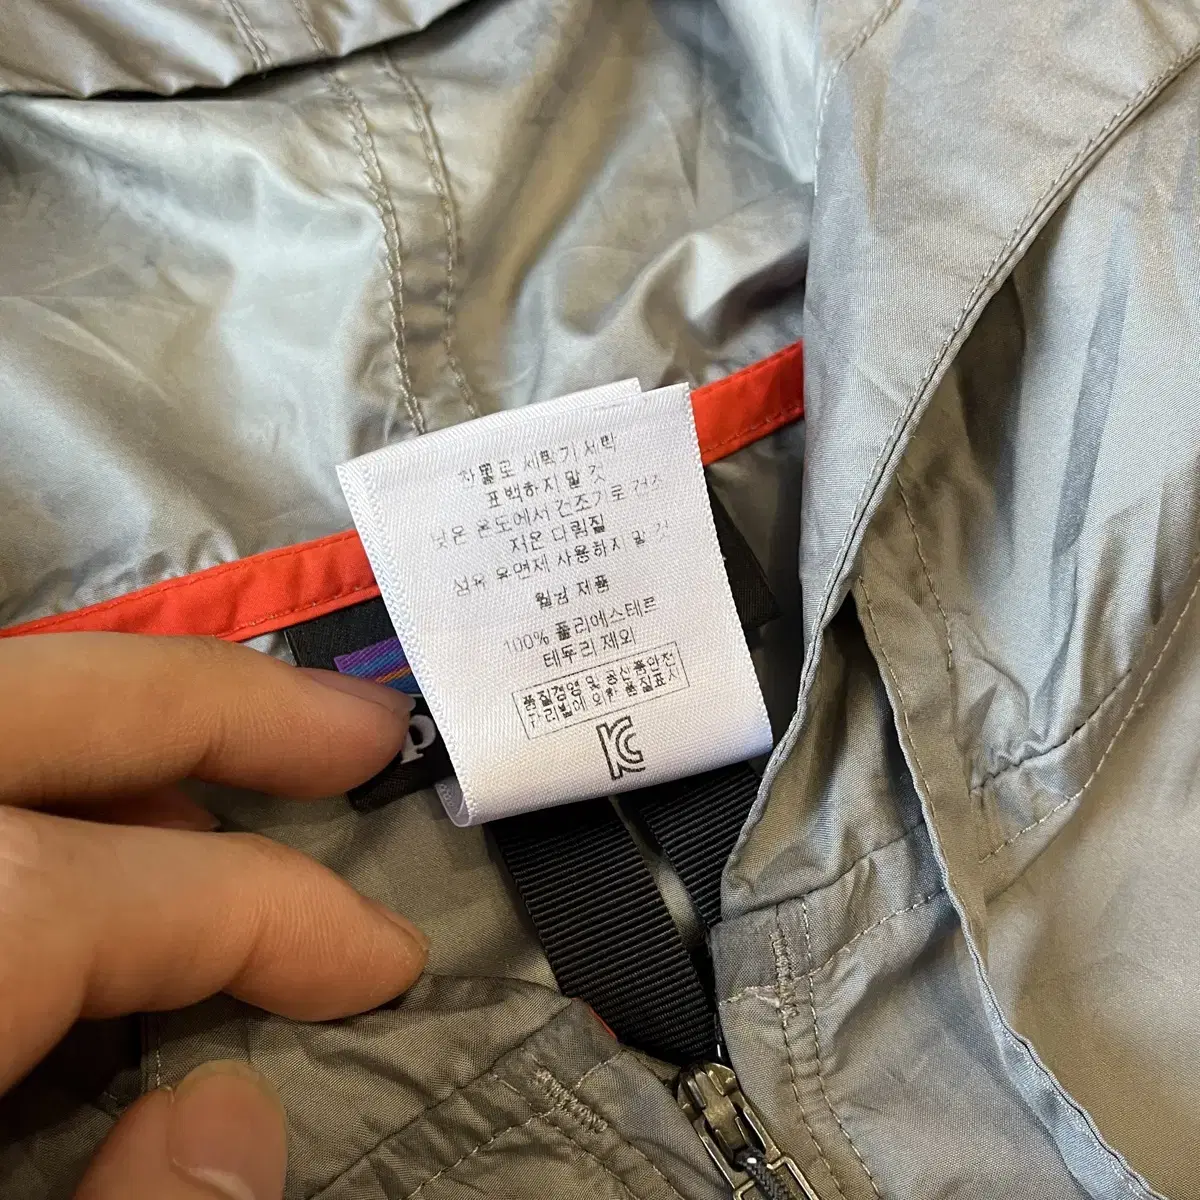 차물로 세탁기 세탁
표백하지 말 것
낮은 온도에서 건조기로 건조
저온 다림질
섬유 유연제 사용하지 말 것
월남 제품
100% 폴리에스테르
테두리 제외
품질경영 및 공산품안전
관리법에 의한 품질표시
p